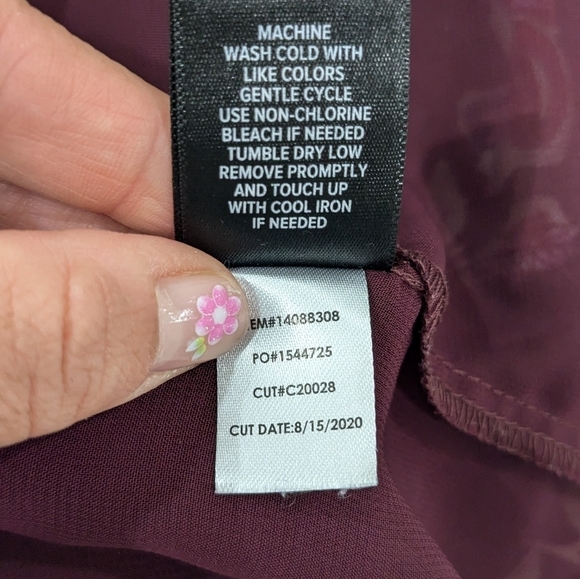 MACHINE
WASH COLD WITH
LIKE COLORS
GENTLE CYCLE
USE NON-CHLORINE
BLEACH IF NEEDED
TUMBLE DRY LOW
REMOVE PROMPTLY
AND TOUCH UP
WITH COOL IRON
IF NEEDED
EM#14088308
PO#1544725
CUT#C20028
CUT DATE:8/15/2020